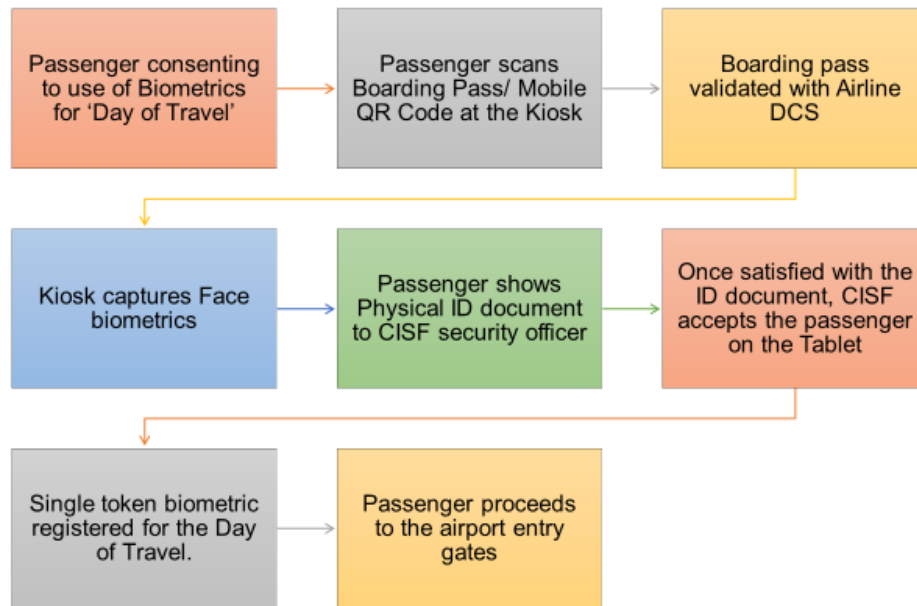 Passenger consenting
to use of Biometrics
for ‘Day of Travel’
Passenger scans
Boarding Pass/ Mobile
QR Code at the Kiosk
Boarding pass
validated with Airline
DCS
Kiosk captures Face
biometrics
Passenger shows
Physical ID document
to CISF security officer
Once satisfied with the
ID document, CISF
accepts the passenger
on the Tablet
Single token biometric
registered for the Day
of Travel.
Passenger proceeds
to the airport entry
gates